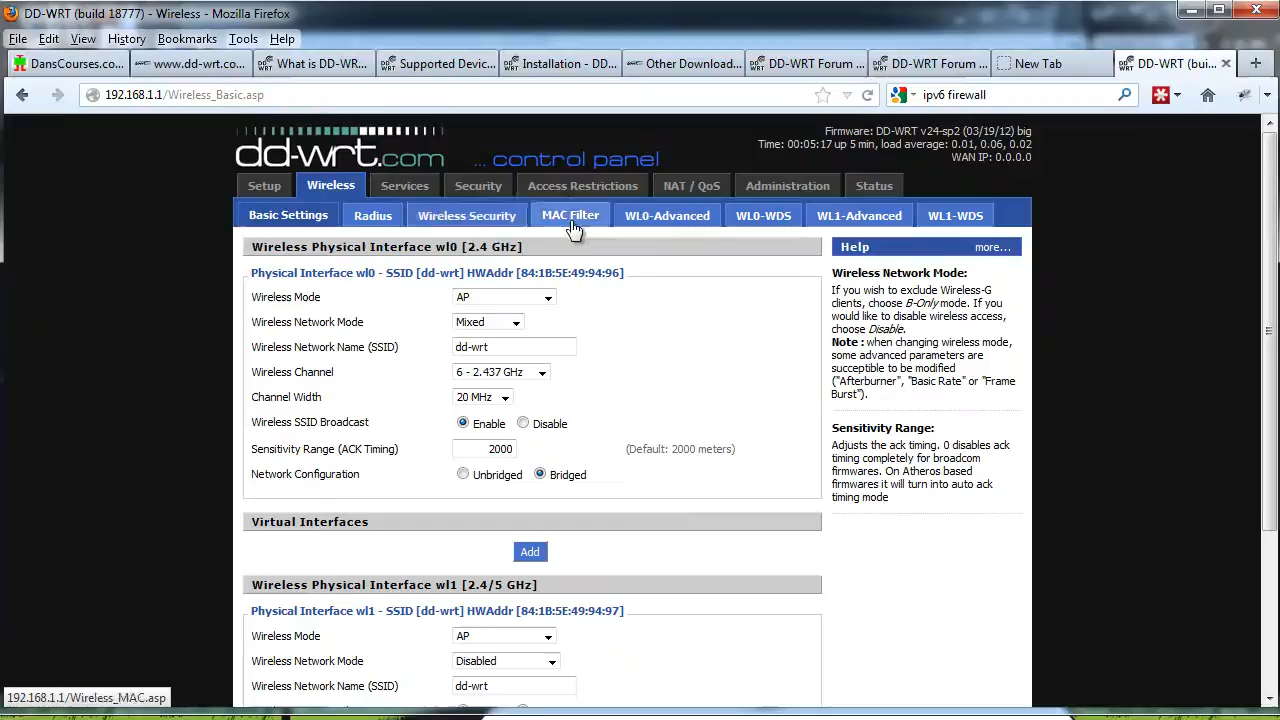 DD-WRT (build 18777) - Wireless - Mozilla Firefox
File Edit View History Bookmarks Tools Help
DansCourses.co... www.dd-wrt.co... What is DD-WR... Supported Devic... Installation - DD... Other Download... DD-WRT Forum ... DD-WRT Forum ... New Tab DD-WRT (bui...
192.168.1.1/Wireless_Basic.asp ipv6 firewall
Firmware: DD-WRT v24-sp2 (03/19/12) big
Time: 00:05:17 up 5 min, load average: 0.01, 0.06, 0.02
WAN IP: 0.0.0.0
dd-wrt.com ... control panel
Setup Wireless Services Security Access Restrictions NAT / QoS Administration Status
Basic Settings Radius Wireless Security MAC Filter WL0-Advanced WL0-WDS WL1-Advanced WL1-WDS
Wireless Physical Interface wl0 [2.4 GHz]
Physical Interface wl0 - SSID [dd-wrt] HWAddr [84:1B:5E:49:94:96]
Wireless Mode AP
Wireless Network Mode Mixed
Wireless Network Name (SSID) dd-wrt
Wireless Channel 6 - 2.437 GHz
Channel Width 20 MHz
Wireless SSID Broadcast Enable Disable
Sensitivity Range (ACK Timing) 2000 (Default: 2000 meters)
Network Configuration Unbridged Bridged
Virtual Interfaces
Add
Wireless Physical Interface wl1 [2.4/5 GHz]
Physical Interface wl1 - SSID [dd-wrt] HWAddr [84:1B:5E:49:94:97]
Wireless Mode AP
Wireless Network Mode Disabled
Wireless Network Name (SSID) dd-wrt
Help more...
Wireless Network Mode:
If you wish to exclude Wireless-G
clients, choose B-Only mode. If you
would like to disable wireless access,
choose Disable.
Note : when changing wireless mode,
some advanced parameters are
succeptible to be modified
("Afterburner", "Basic Rate" or "Frame
Burst").
Sensitivity Range:
Adjusts the ack timing. 0 disables ack
timing completely for broadcom
firmwares. On Atheros based
firmwares it will turn into auto ack
timing mode
192.168.1.1/Wireless_MAC.asp